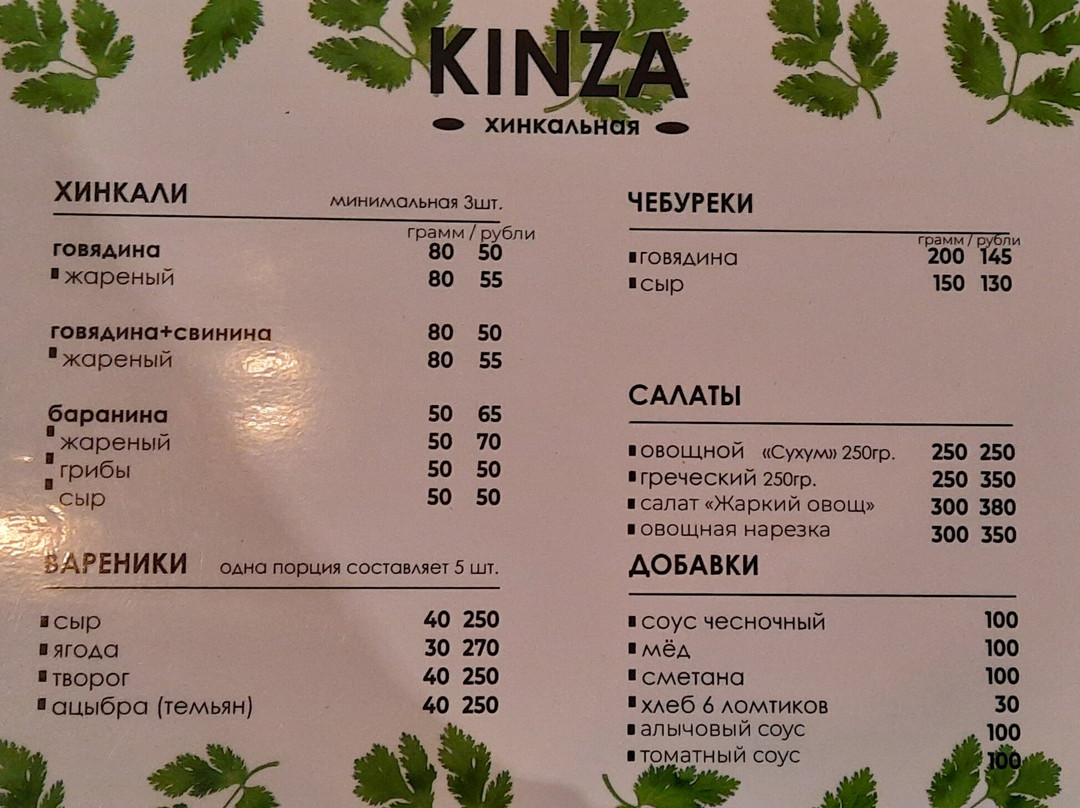 KINZA
хинкальная
ХИНКАЛИ минимальная 3шт.
грамм / рубли
говядина 80 50
жареный 80 55
говядина+свинина 80 50
жареный 80 55
баранина 50 65
жареный 50 70
грибы 50 50
сыр 50 50
ВАРЕНИКИ одна порция составляет 5 шт.
сыр 40 250
ягода 30 270
творог 40 250
ацыбра (темьян) 40 250
ЧЕБУРЕКИ
грамм / рубли
говядина 200 145
сыр 150 130
САЛАТЫ
овощной «Сухум» 250гр. 250 250
греческий 250гр. 250 350
салат «Жаркий овощ» 300 380
овощная нарезка 300 350
ДОБАВКИ
соус чесночный 100
мёд 100
сметана 100
хлеб 6 ломтиков 30
алычовый соус 100
томатный соус 100